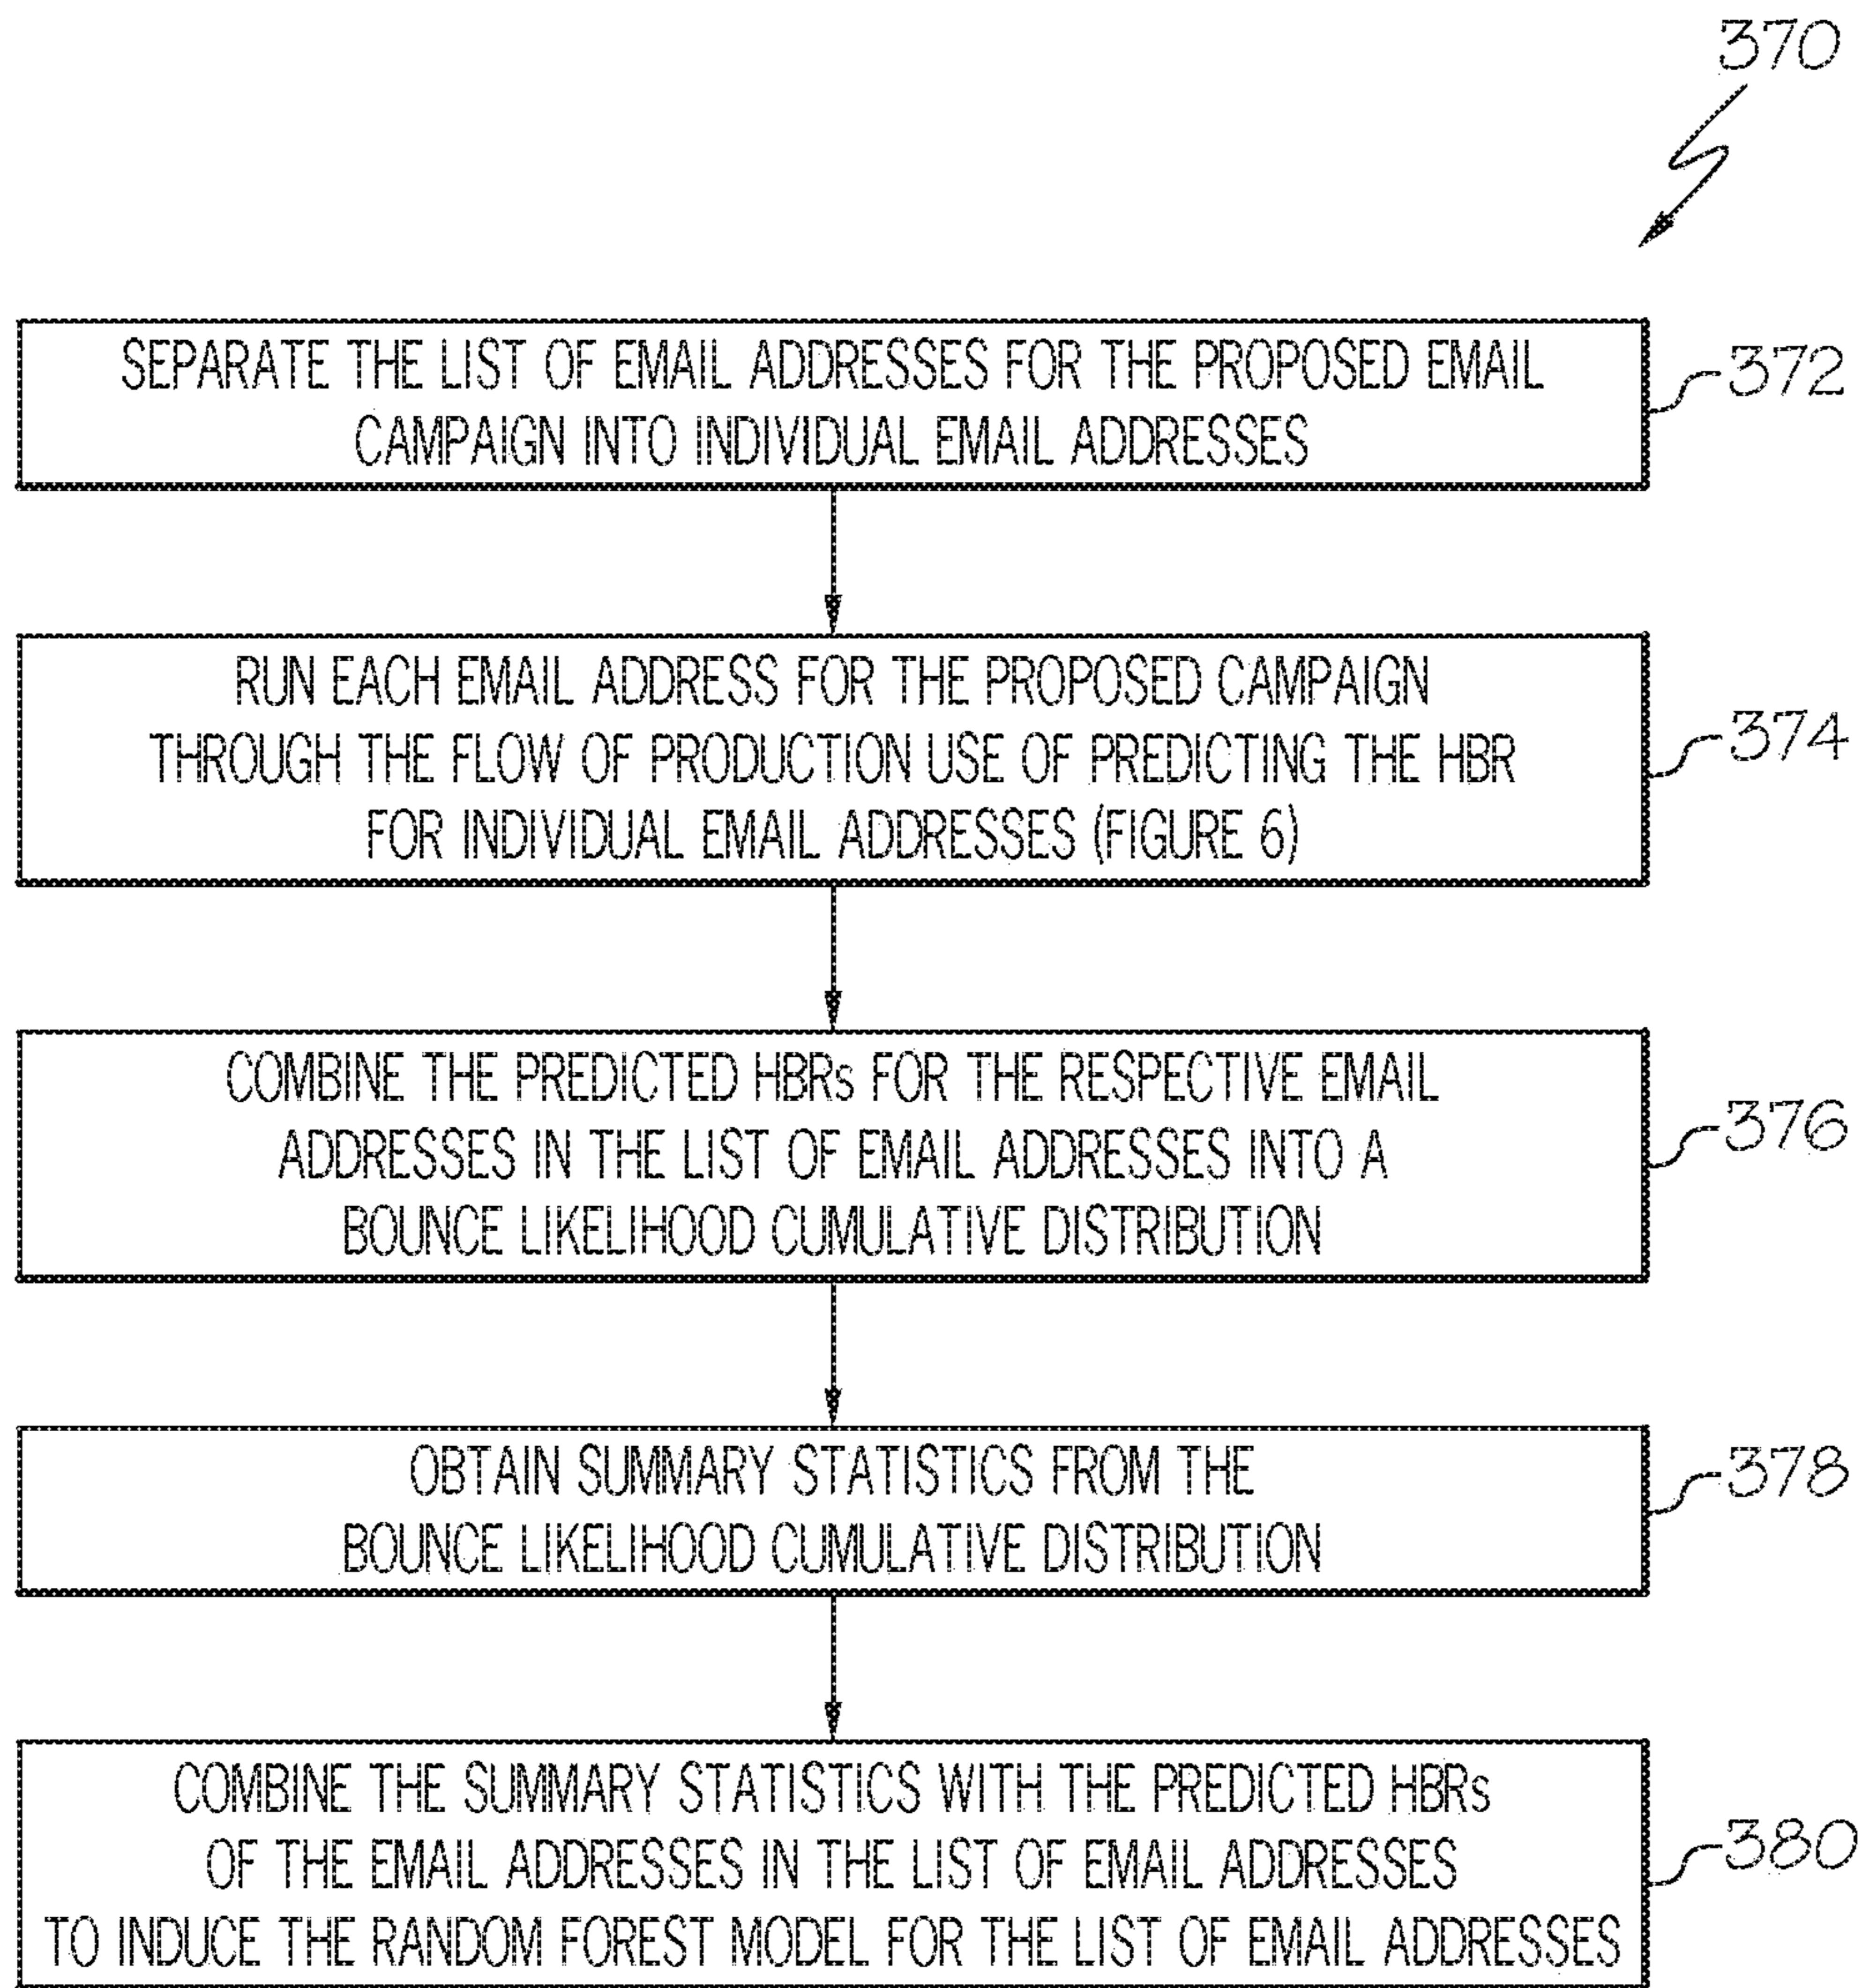 370
SEPARATE THE LIST OF EMAIL ADDRESSES FOR THE PROPOSED EMAIL
CAMPAIGN INTO INDIVIDUAL EMAIL ADDRESSES
372
RUN EACH EMAIL ADDRESS FOR THE PROPOSED CAMPAIGN
THROUGH THE FLOW OF PRODUCTION USE OF PREDICTING THE HBR
FOR INDIVIDUAL EMAIL ADDRESSES (FIGURE 6)
374
COMBINE THE PREDICTED HBRs FOR THE RESPECTIVE EMAIL
ADDRESSES IN THE LIST OF EMAIL ADDRESSES INTO A
BOUNCE LIKELIHOOD CUMULATIVE DISTRIBUTION
376
OBTAIN SUMMARY STATISTICS FROM THE
BOUNCE LIKELIHOOD CUMULATIVE DISTRIBUTION
378
COMBINE THE SUMMARY STATISTICS WITH THE PREDICTED HBRs
OF THE EMAIL ADDRESSES IN THE LIST OF EMAIL ADDRESSES
TO INDUCE THE RANDOM FOREST MODEL FOR THE LIST OF EMAIL ADDRESSES
380